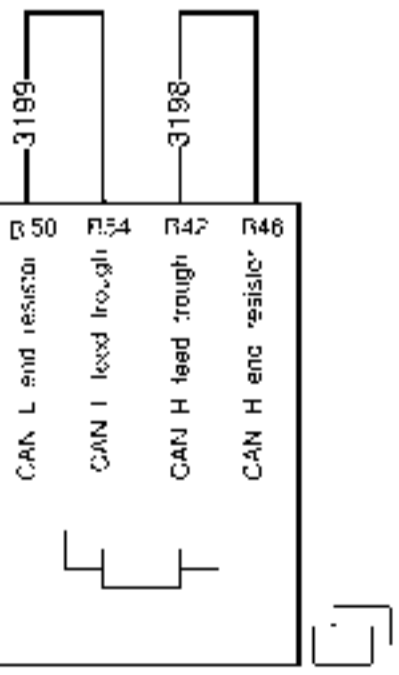 3199
3198
B50
B54
B42
B46
CAN L end resistor
CAN L feed trough
CAN H feed trough
CAN H end resistor